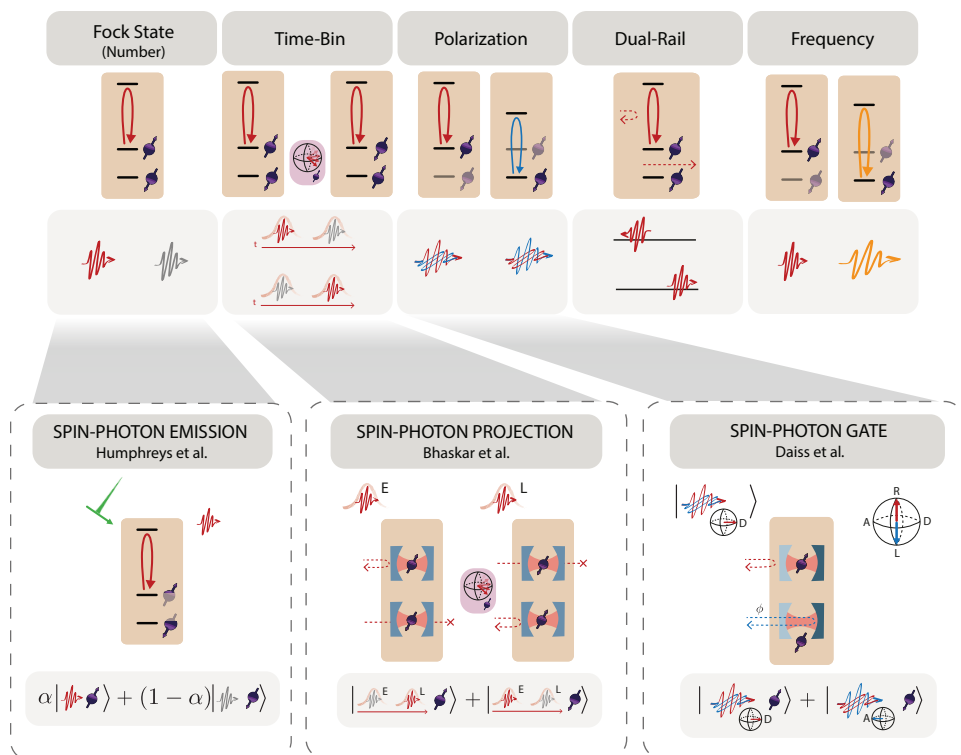 Fock State
(Number)
Time-Bin
Polarization
Dual-Rail
Frequency
t
t
SPIN-PHOTON EMISSION
Humphreys et al.
SPIN-PHOTON PROJECTION
Bhaskar et al.
SPIN-PHOTON GATE
Daiss et al.
E
L
D
R
A
D
L
ϕ
α| ⟩ + (1 − α)| ⟩
| E L ⟩ + | E L ⟩
| D ⟩ + | A ⟩